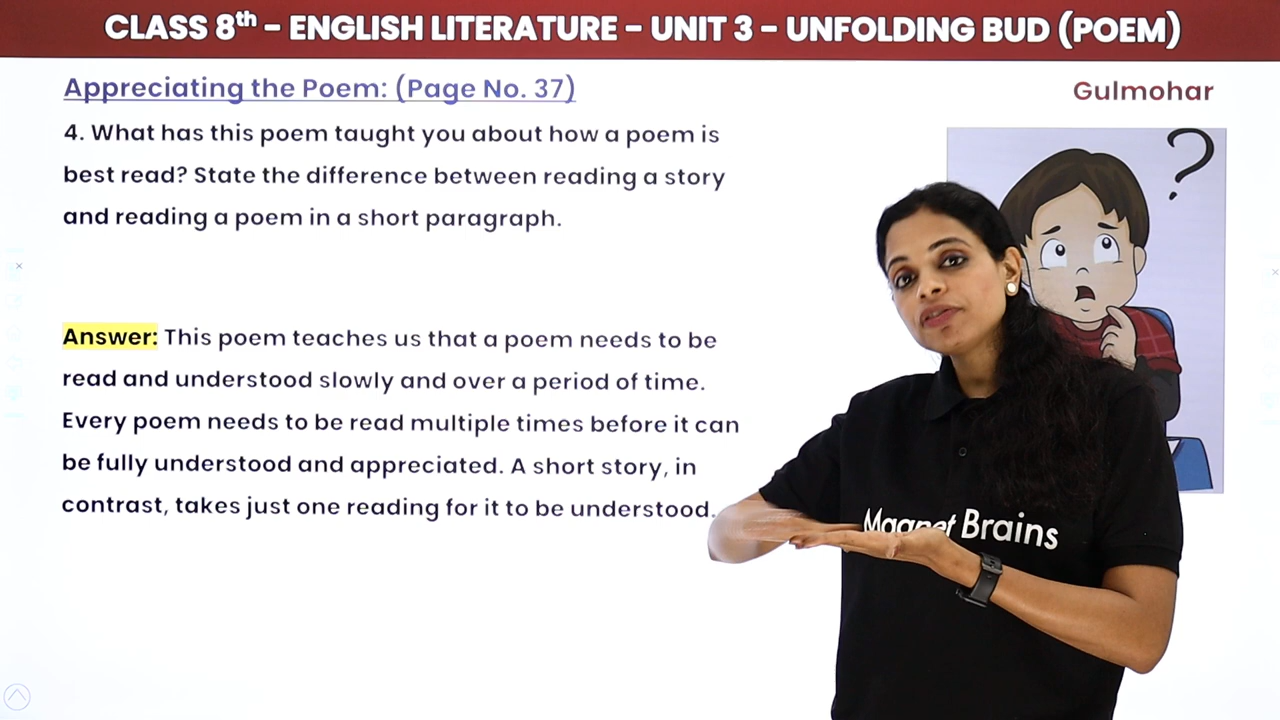 CLASS 8th – ENGLISH LITERATURE – UNIT 3 – UNFOLDING BUD (POEM)
Appreciating the Poem: (Page No. 37)
Gulmohar
4. What has this poem taught you about how a poem is
best read? State the difference between reading a story
and reading a poem in a short paragraph.
?
Answer: This poem teaches us that a poem needs to be
read and understood slowly and over a period of time.
Every poem needs to be read multiple times before it can
be fully understood and appreciated. A short story, in
contrast, takes just one reading for it to be understood.
Magnet Brains